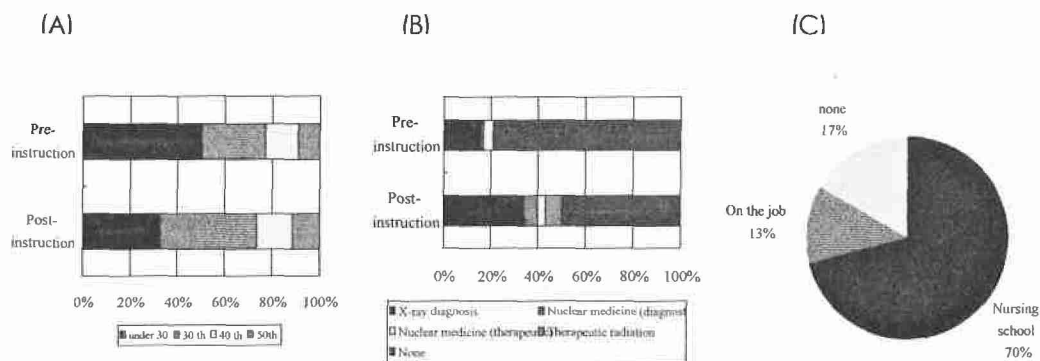 (A)
(B)
(C)
Pre-
instruction
Post-
instruction
0% 20% 40% 60% 80% 100%
under 30 30 th 40 th 50th
Pre-
instruction
Post-
instruction
0% 20% 40% 60% 80% 100%
X-ray diagnosis Nuclear medicine (diagnost
Nuclear medicine (therapeutic) Therapeutic radiation
None
none
17%
On the job
13%
Nursing
school
70%